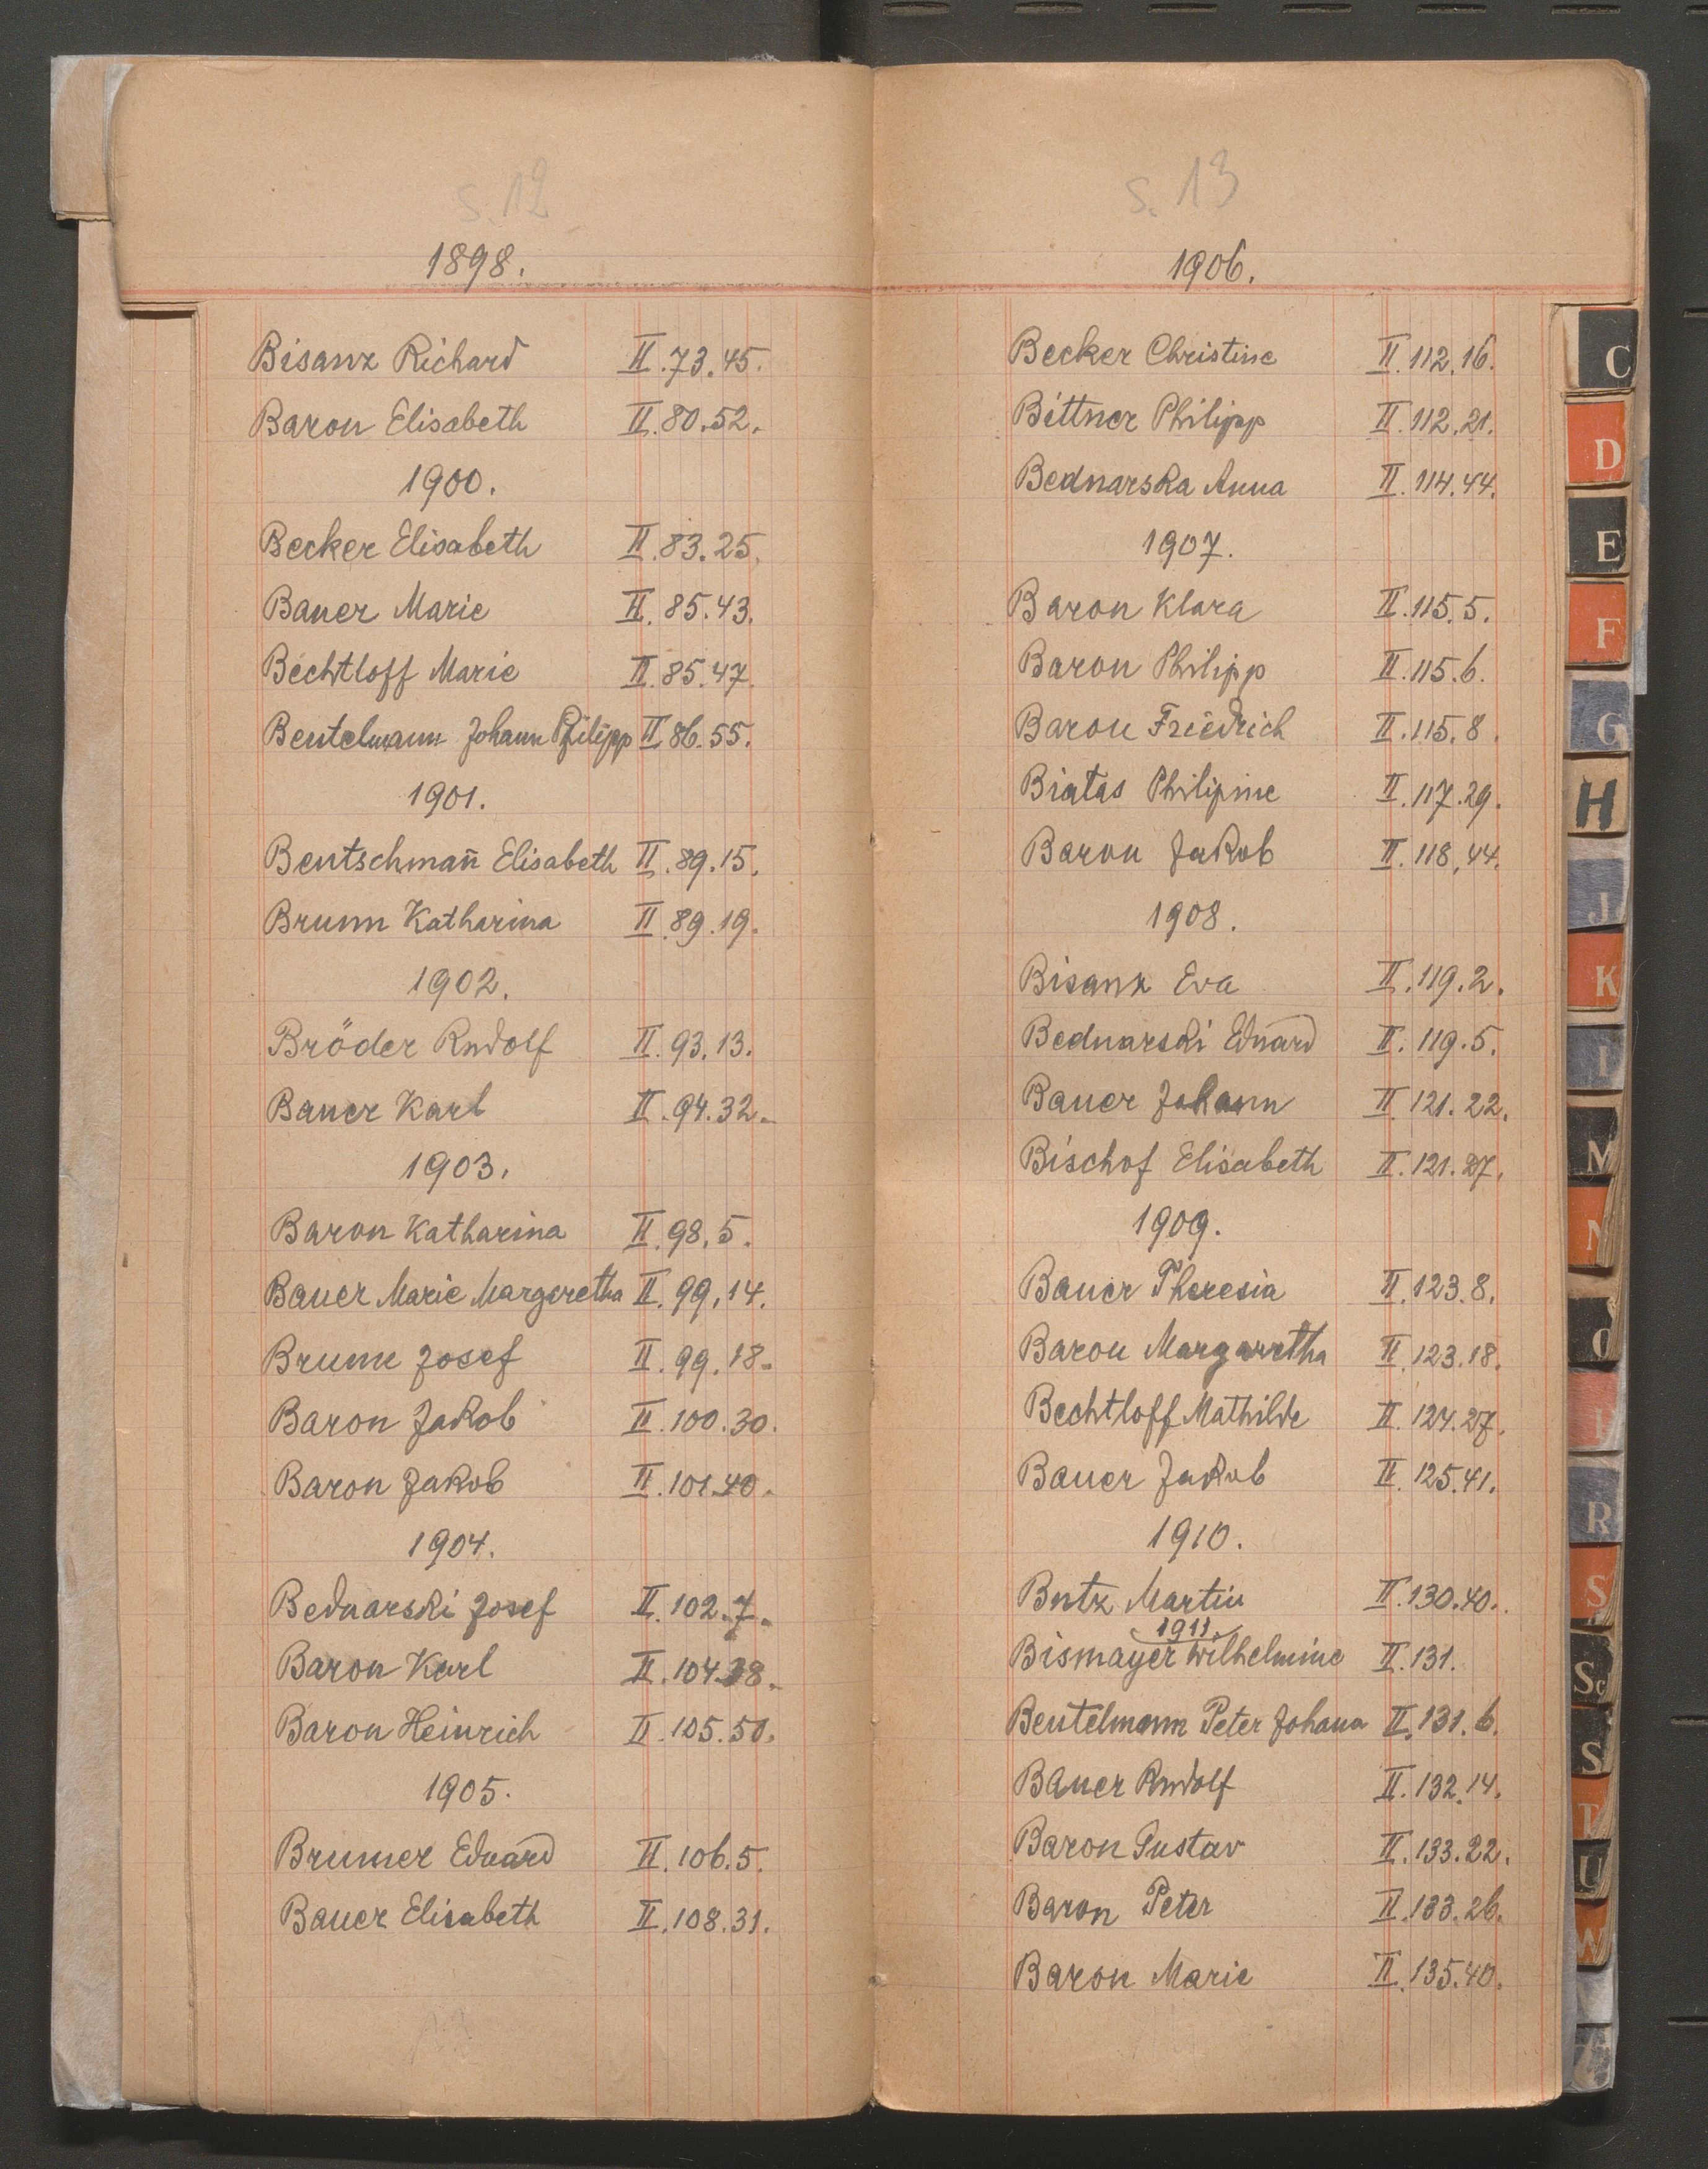 S. 12
1898.
Bisanz Richard II. 73. 45.
Baron Elisabeth II. 80. 52.
1900.
Becker Elisabeth II. 83. 25.
Bauer Marie II. 85. 43.
Bechtloff Marie II. 85. 47.
Beutelmann Johann Philipp II. 86. 55.
1901.
Bentschmañ Elisabeth II. 89. 15.
Brunn Katharina II. 89. 19.
1902.
Bröder Rudolf II. 93. 13.
Bauer Karl II. 94. 32.
1903.
Baron Katharina II. 98. 5.
Bauer Marie Margaretha II. 99. 14.
Brunn Josef II. 99. 18.
Baron Jakob II. 100. 30.
Baron Jakob II. 101. 40.
1904.
Bednarski Josef II. 102. 7.
Baron Karl II. 104.
Baron Heinrich II. 105. 50.
1905.
Brunner Eduard II. 106. 5.
Bauer Elisabeth II. 108. 31.
S. 13
1906.
Becker Christine II. 112. 16.
Bittner Philipp II. 112. 21.
Bednarska Anna II. 114. 44.
1907.
Baron Klara II. 115. 5.
Baron Philipp II. 115. 6.
Baron Friedrich II. 115. 8.
Biatas Philipine II. 117. 29.
Baron Jakob II. 118. 44.
1908.
Bisanz Eva II. 119. 2.
Bednarski Eduard II. 119. 5.
Bauer Johann II. 121. 22.
Bischof Elisabeth II. 121. 27.
1909.
Bauer Theresia II. 123. 8.
Baron Margaretha II. 123. 18.
Bechtloff Mathilde II. 124. 27.
Bauer Jakob II. 125. 41.
1910.
Butz Martin II. 130. 40.
1911.
Bismayer Wilhelmine II. 131.
Beutelmann Peter Johann II. 131. 6.
Bauer Rudolf II. 132. 14.
Baron Gustav II. 133. 22.
Baron Peter II. 133. 26.
Baron Marie II. 135. 40.
C
D
E
F
G
H
J
K
M
N
R
S
Sc
S
T
U
W